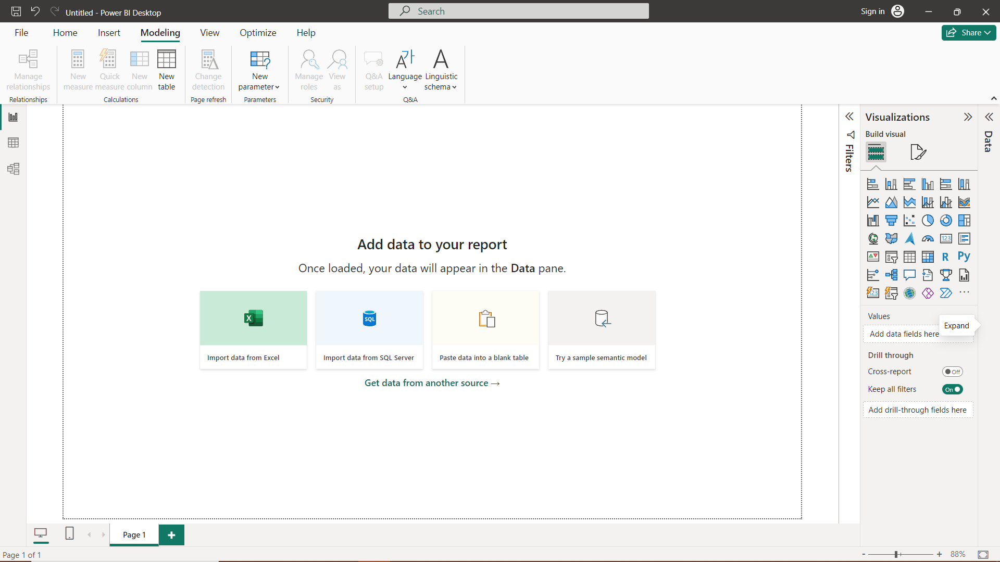 Untitled - Power BI Desktop
Search
Sign in
File
Home
Insert
Modeling
View
Optimize
Help
Share
Manage
relationships
Relationships
New
measure
Quick
measure
New
column
New
table
Calculations
Change
detection
Page refresh
New
parameter
Parameters
Manage
roles
View
as
Security
Q&A
setup
Language
Linguistic
schema
Q&A
Add data to your report
Once loaded, your data will appear in the Data pane.
X
SQL
Import data from Excel
Import data from SQL Server
Paste data into a blank table
Try a sample semantic model
Get data from another source →
Filters
Visualizations
Build visual
123
R
Py
123
Values
Add data fields here
Expand
Drill through
Cross-report
Off
Keep all filters
On
Add drill-through fields here
Data
Page 1
Page 1 of 1
- + 88%